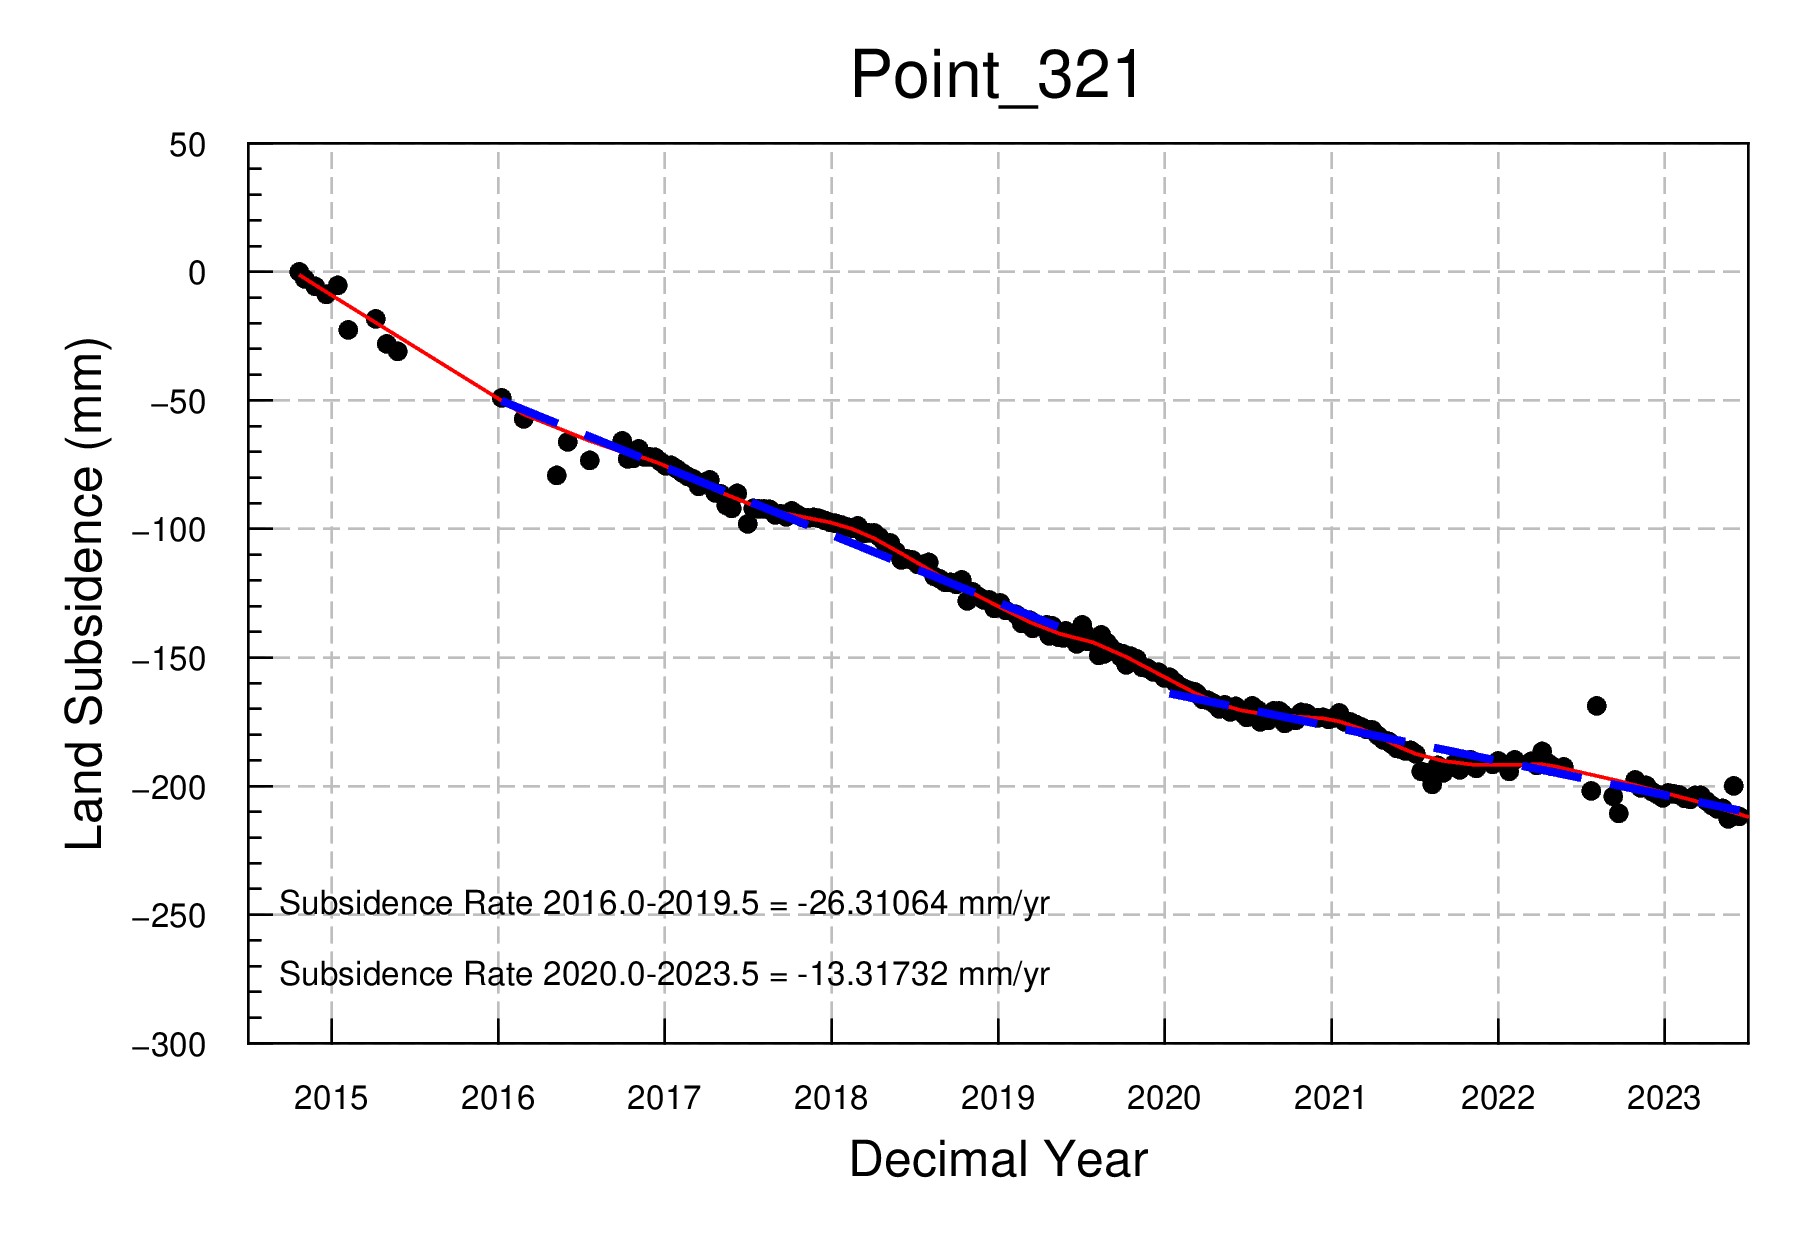 Point_321
50
0
−50
−100
−150
−200
−250
−300
Land Subsidence (mm)
Subsidence Rate 2016.0-2019.5 = -26.31064 mm/yr
Subsidence Rate 2020.0-2023.5 = -13.31732 mm/yr
2015 2016 2017 2018 2019 2020 2021 2022 2023
Decimal Year